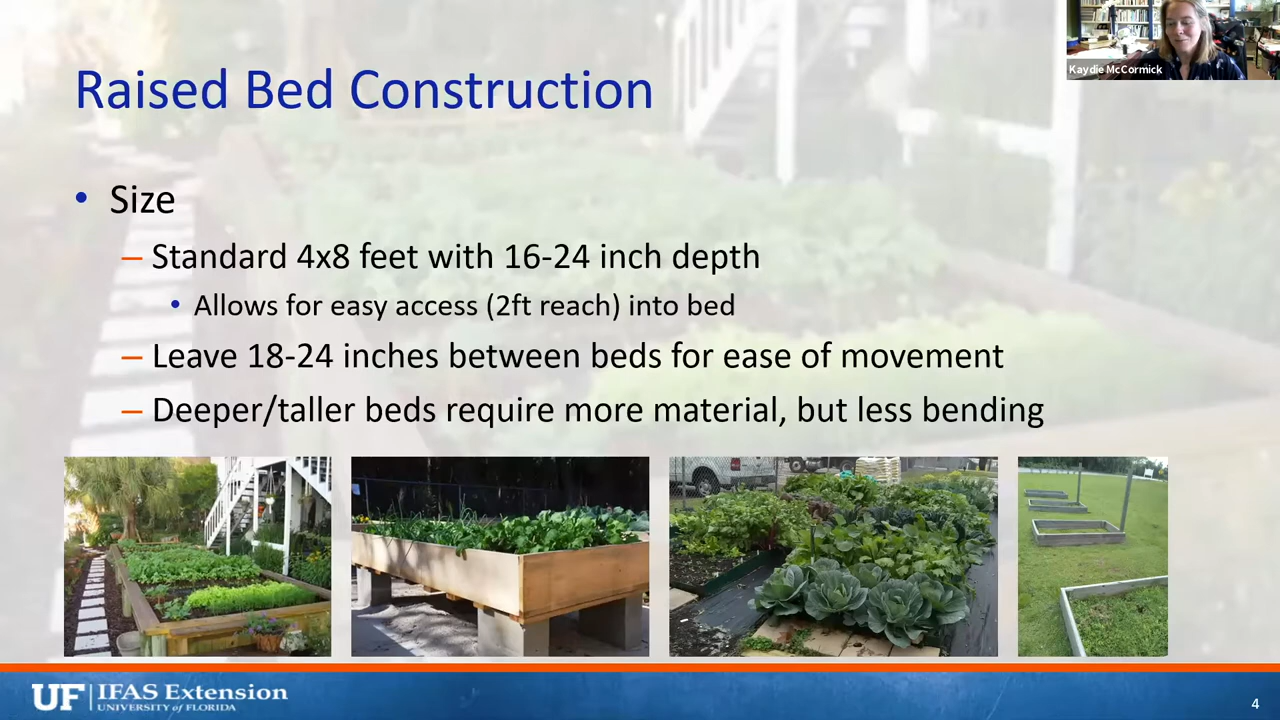 Kaydie McCormick
Raised Bed Construction
• Size
– Standard 4x8 feet with 16-24 inch depth
• Allows for easy access (2ft reach) into bed
– Leave 18-24 inches between beds for ease of movement
– Deeper/taller beds require more material, but less bending
UF | IFAS Extension
UNIVERSITY of FLORIDA
4